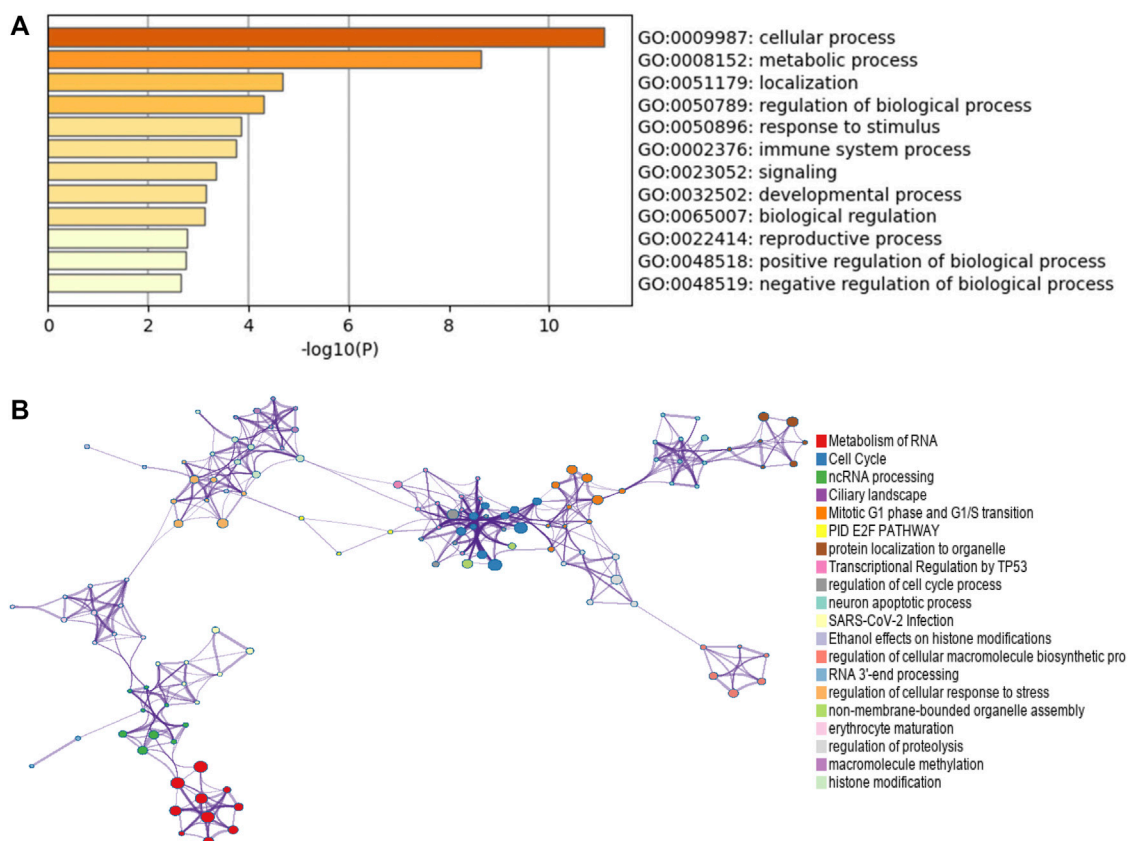 A
GO:0009987: cellular process
GO:0008152: metabolic process
GO:0051179: localization
GO:0050789: regulation of biological process
GO:0050896: response to stimulus
GO:0002376: immune system process
GO:0023052: signaling
GO:0032502: developmental process
GO:0065007: biological regulation
GO:0022414: reproductive process
GO:0048518: positive regulation of biological process
GO:0048519: negative regulation of biological process
0 2 4 6 8 10
-log10(P)
B
Metabolism of RNA
Cell Cycle
ncRNA processing
Ciliary landscape
Mitotic G1 phase and G1/S transition
PID E2F PATHWAY
protein localization to organelle
Transcriptional Regulation by TP53
regulation of cell cycle process
neuron apoptotic process
SARS-CoV-2 Infection
Ethanol effects on histone modifications
regulation of cellular macromolecule biosynthetic pro
RNA 3'-end processing
regulation of cellular response to stress
non-membrane-bounded organelle assembly
erythrocyte maturation
regulation of proteolysis
macromolecule methylation
histone modification